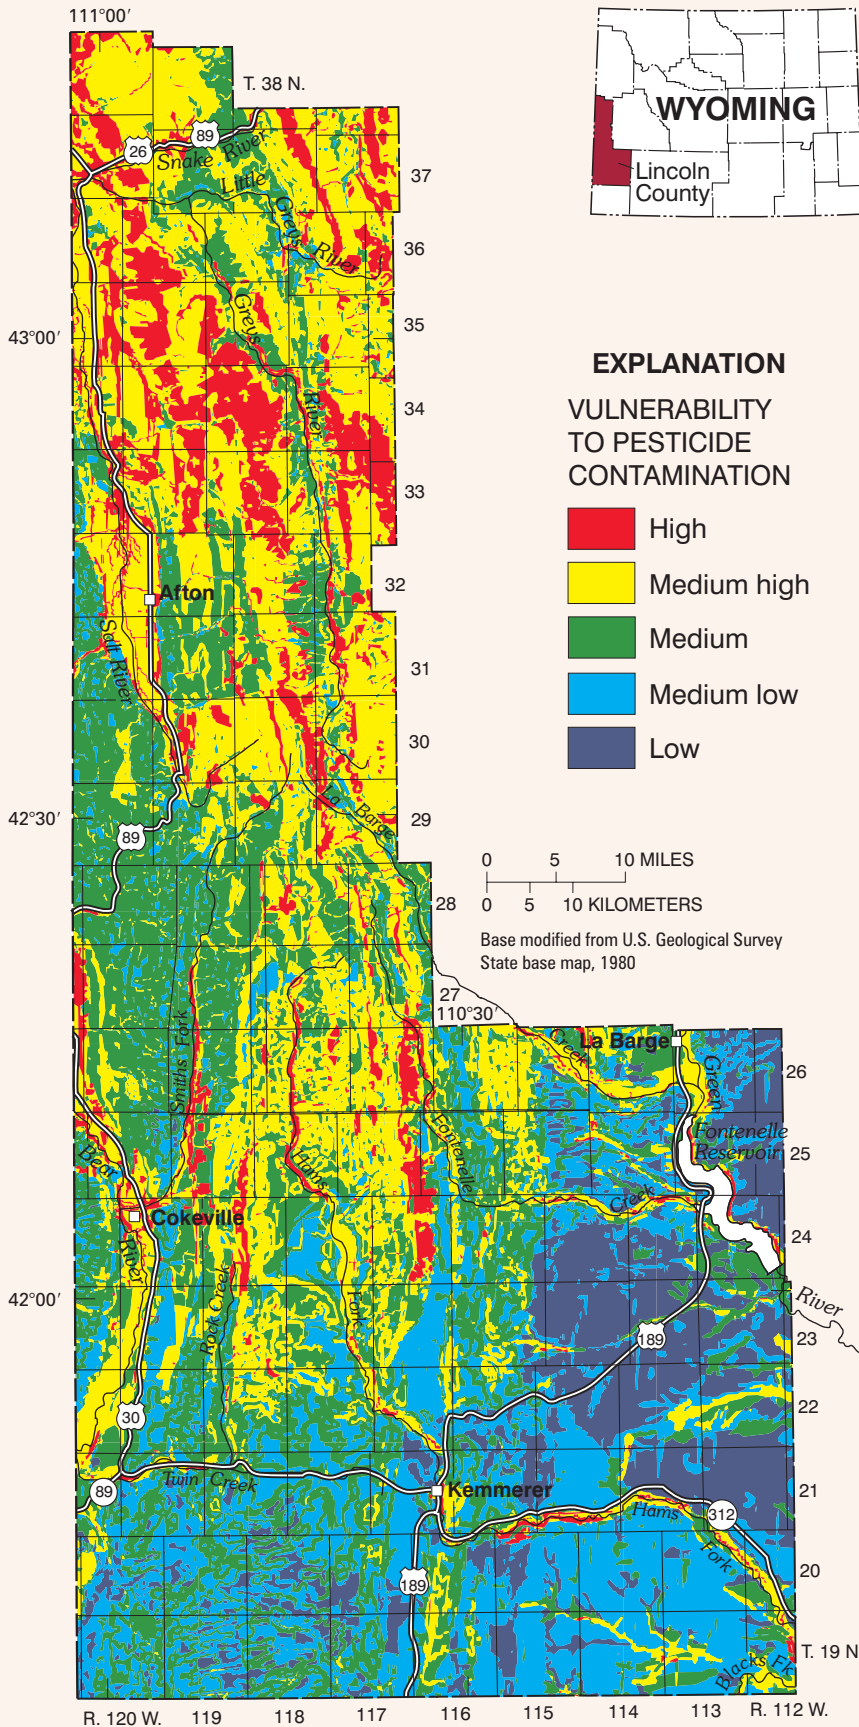 111°00′
T. 38 N.
WYOMING
Lincoln
County
89
26
Snake River
Little
Greys
River
37
36
35
34
33
32
31
30
29
28
27
43°00′
Greys
River
EXPLANATION
VULNERABILITY
TO PESTICIDE
CONTAMINATION
High
Medium high
Medium
Medium low
Low
Afton
Salt River
42°30′
89
La Barge
0 5 10 MILES
0 5 10 KILOMETERS
Base modified from U.S. Geological Survey
State base map, 1980
110°30′
Creek
La Barge
Green
26
Smiths Fork
Fontenelle
Reservoir
25
Bear
Hams
Fontenelle
Creek
Cokeville
River
24
42°00′
Rock Creek
Fork
River
189
23
30
22
Twin Creek
89
Kemmerer
21
Hams
312
Fork
189
20
T. 19 N
Blacks Fk
R. 120 W. 119 118 117 116 115 114 113 R. 112 W.